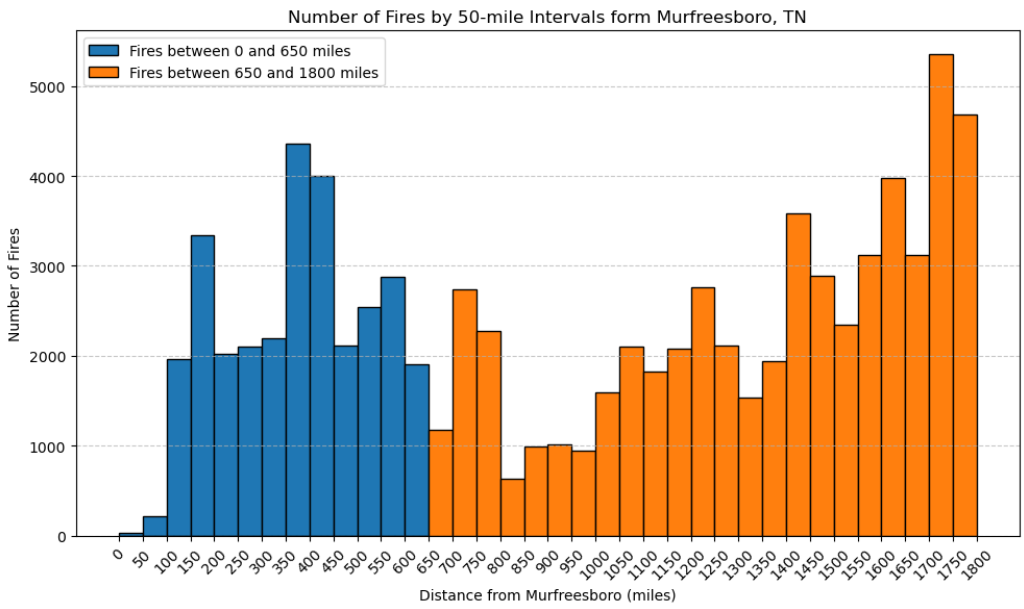 Number of Fires by 50-mile Intervals form Murfreesboro, TN
Fires between 0 and 650 miles
Fires between 650 and 1800 miles
Number of Fires
5000
4000
3000
2000
1000
0
0 50 100 150 200 250 300 350 400 450 500 550 600 650 700 750 800 850 900 950 1000 1050 1100 1150 1200 1250 1300 1350 1400 1450 1500 1550 1600 1650 1700 1750 1800
Distance from Murfreesboro (miles)